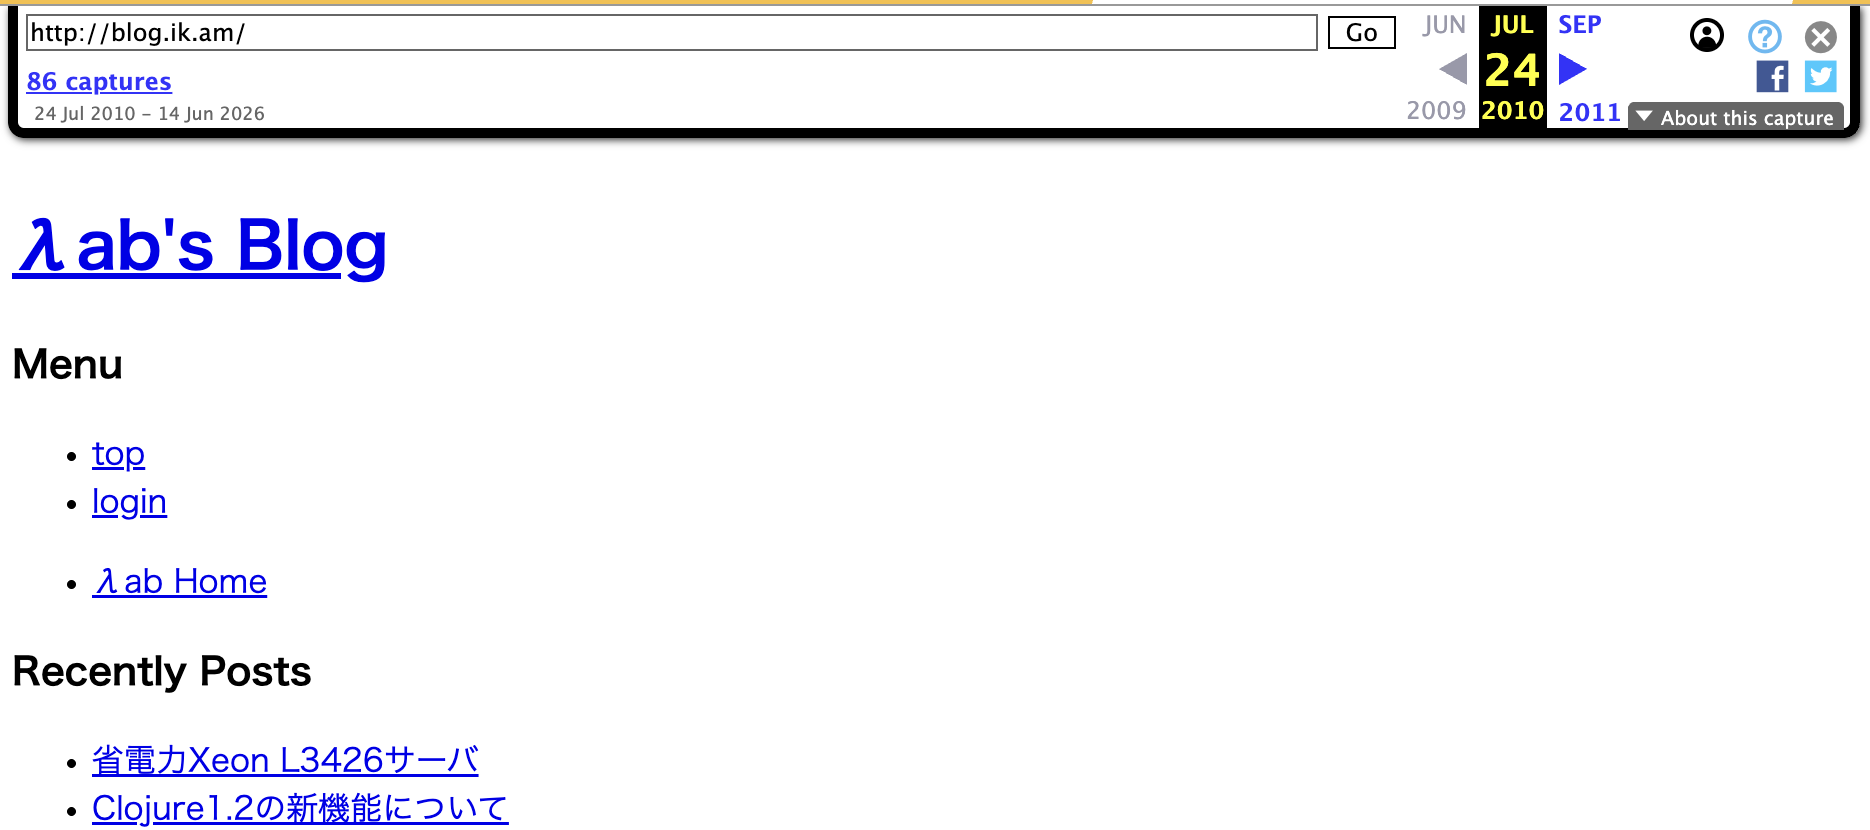 http://blog.ik.am/
Go
JUN JUL SEP
86 captures
24
24 Jul 2010 – 14 Jun 2026
2009 2010 2011
About this capture
λab's Blog
Menu
top
login
λab Home
Recently Posts
省電力Xeon L3426サーバ
Clojure1.2の新機能について